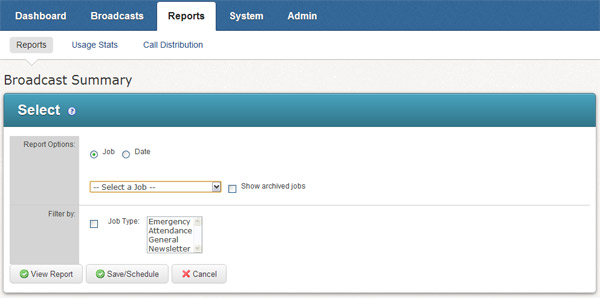 Dashboard Broadcasts Reports System Admin
Reports Usage Stats Call Distribution
Broadcast Summary
Select ?
Report Options: Job Date
-- Select a Job -- Show archived jobs
Filter by: Job Type: Emergency
Attendance
General
Newsletter
View Report Save/Schedule Cancel